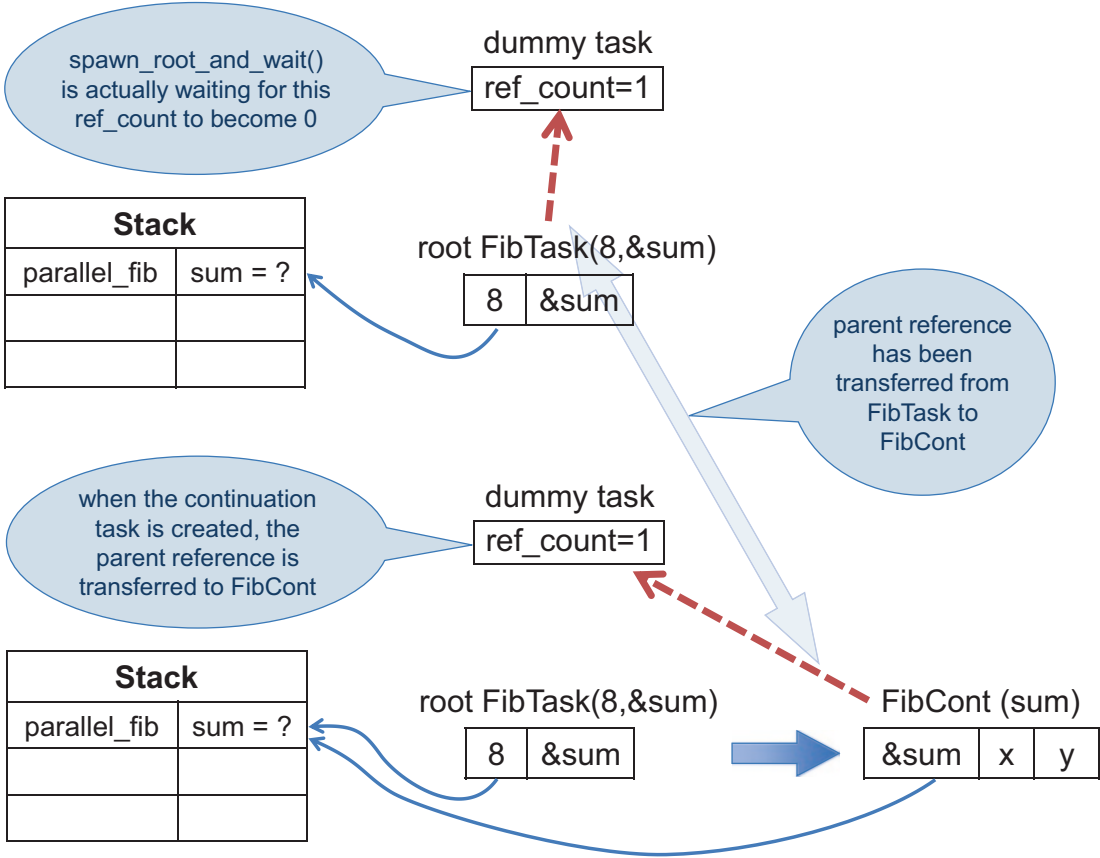 dummy task
spawn_root_and_wait()
is actually waiting for this
ref_count to become 0
ref_count=1
Stack
parallel_fib
sum = ?
root FibTask(8,&sum)
8
&sum
parent reference
has been
transferred from
FibTask to
FibCont
when the continuation
task is created, the
parent reference is
transferred to FibCont
dummy task
ref_count=1
Stack
parallel_fib
sum = ?
root FibTask(8,&sum)
8
&sum
FibCont (sum)
&sum
x
y